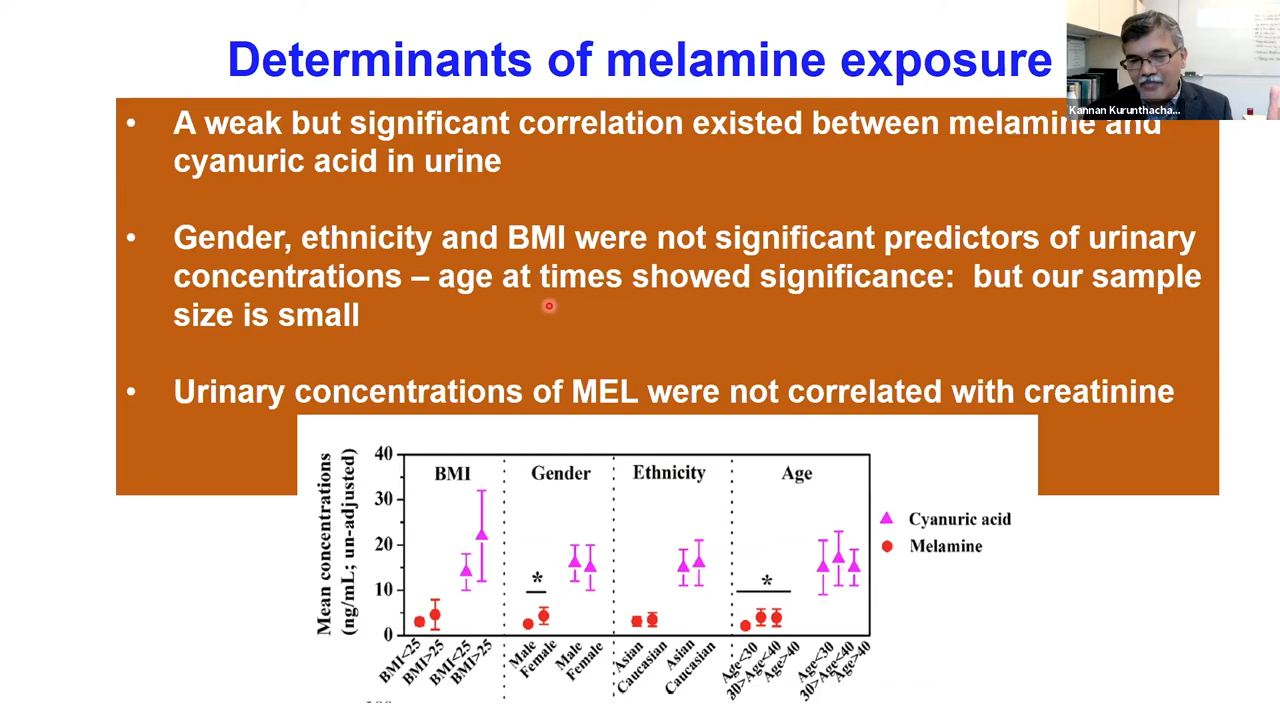 Determinants of melamine exposure
Kannan Kurunthacha...
• A weak but significant correlation existed between melamine and
cyanuric acid in urine
• Gender, ethnicity and BMI were not significant predictors of urinary
concentrations – age at times showed significance: but our sample
size is small
• Urinary concentrations of MEL were not correlated with creatinine
Mean concentrations
(ng/mL; un-adjusted)
40
30
20
10
0
BMI
Gender
Ethnicity
Age
*
*
Cyanuric acid
Melamine
BMI<25
BMI>25
BMI<25
BMI>25
Male
Female
Male
Female
Asian
Caucasian
Asian
Caucasian
Age<30
30>Age<40
Age>40
Age<30
30>Age<40
Age>40